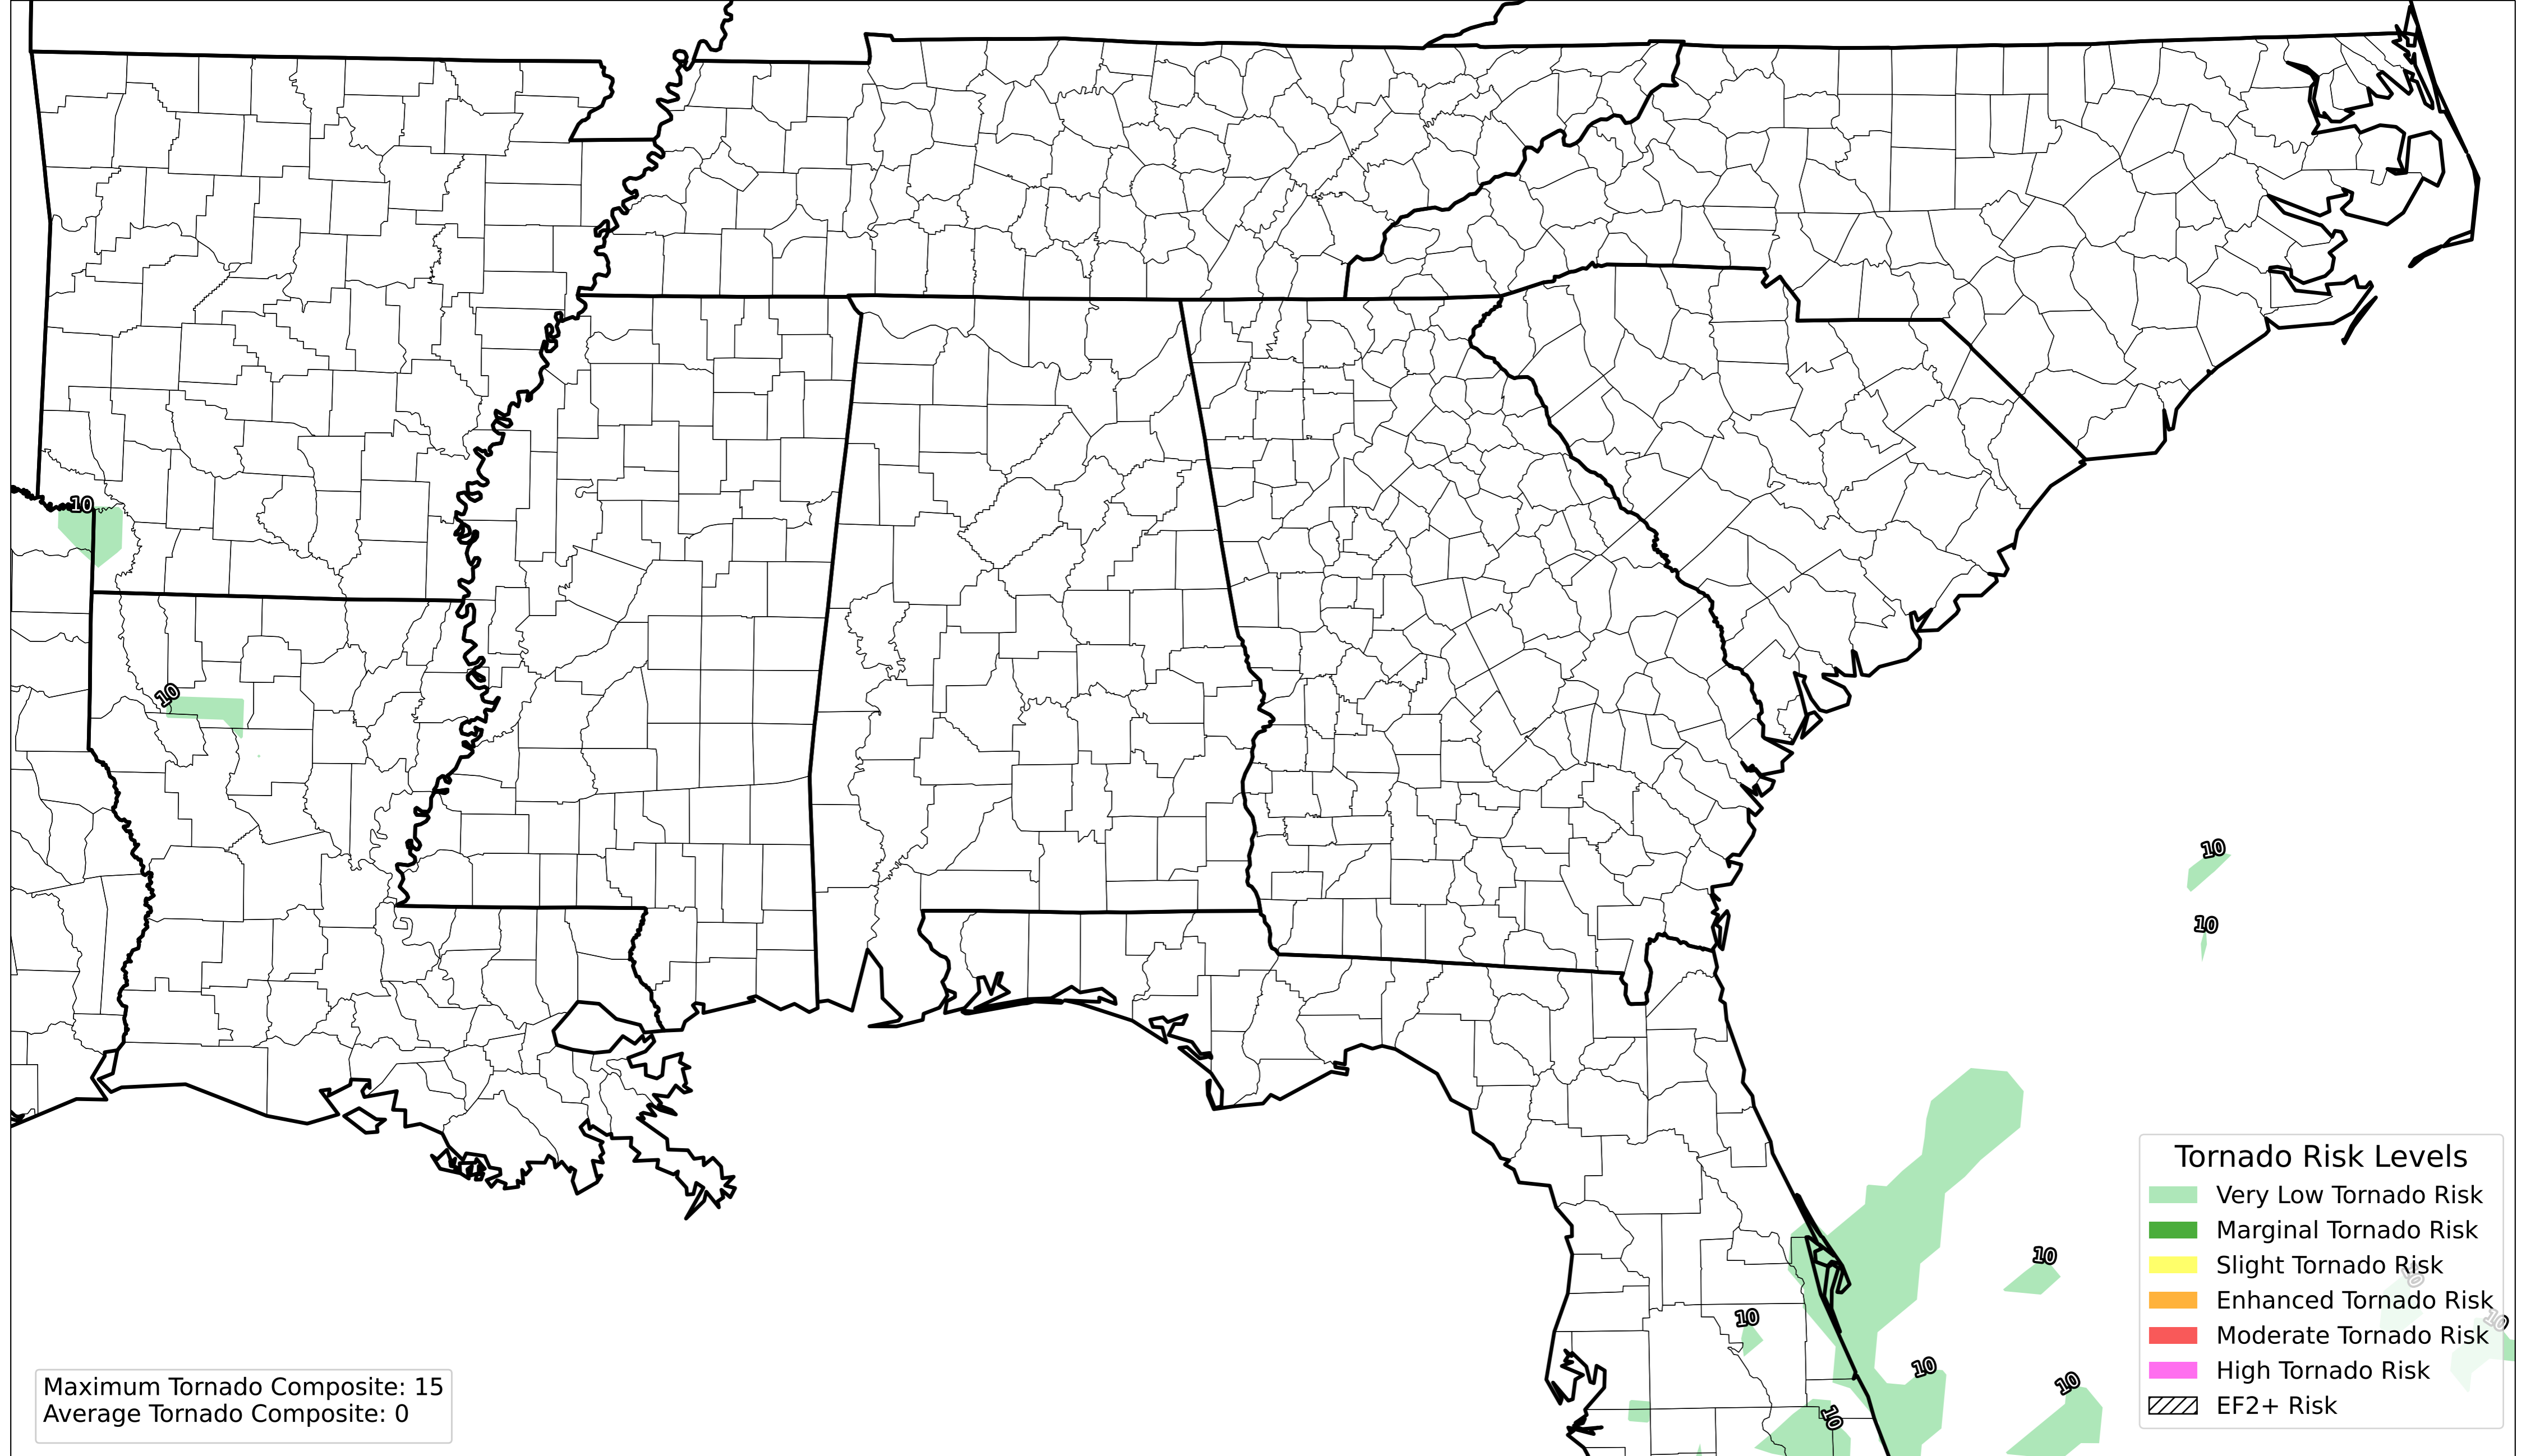 10
10
10
10
10
10
10
10
10
10
10
Tornado Risk Levels
Very Low Tornado Risk
Marginal Tornado Risk
Slight Tornado Risk
Enhanced Tornado Risk
Moderate Tornado Risk
High Tornado Risk
EF2+ Risk
Maximum Tornado Composite: 15
Average Tornado Composite: 0